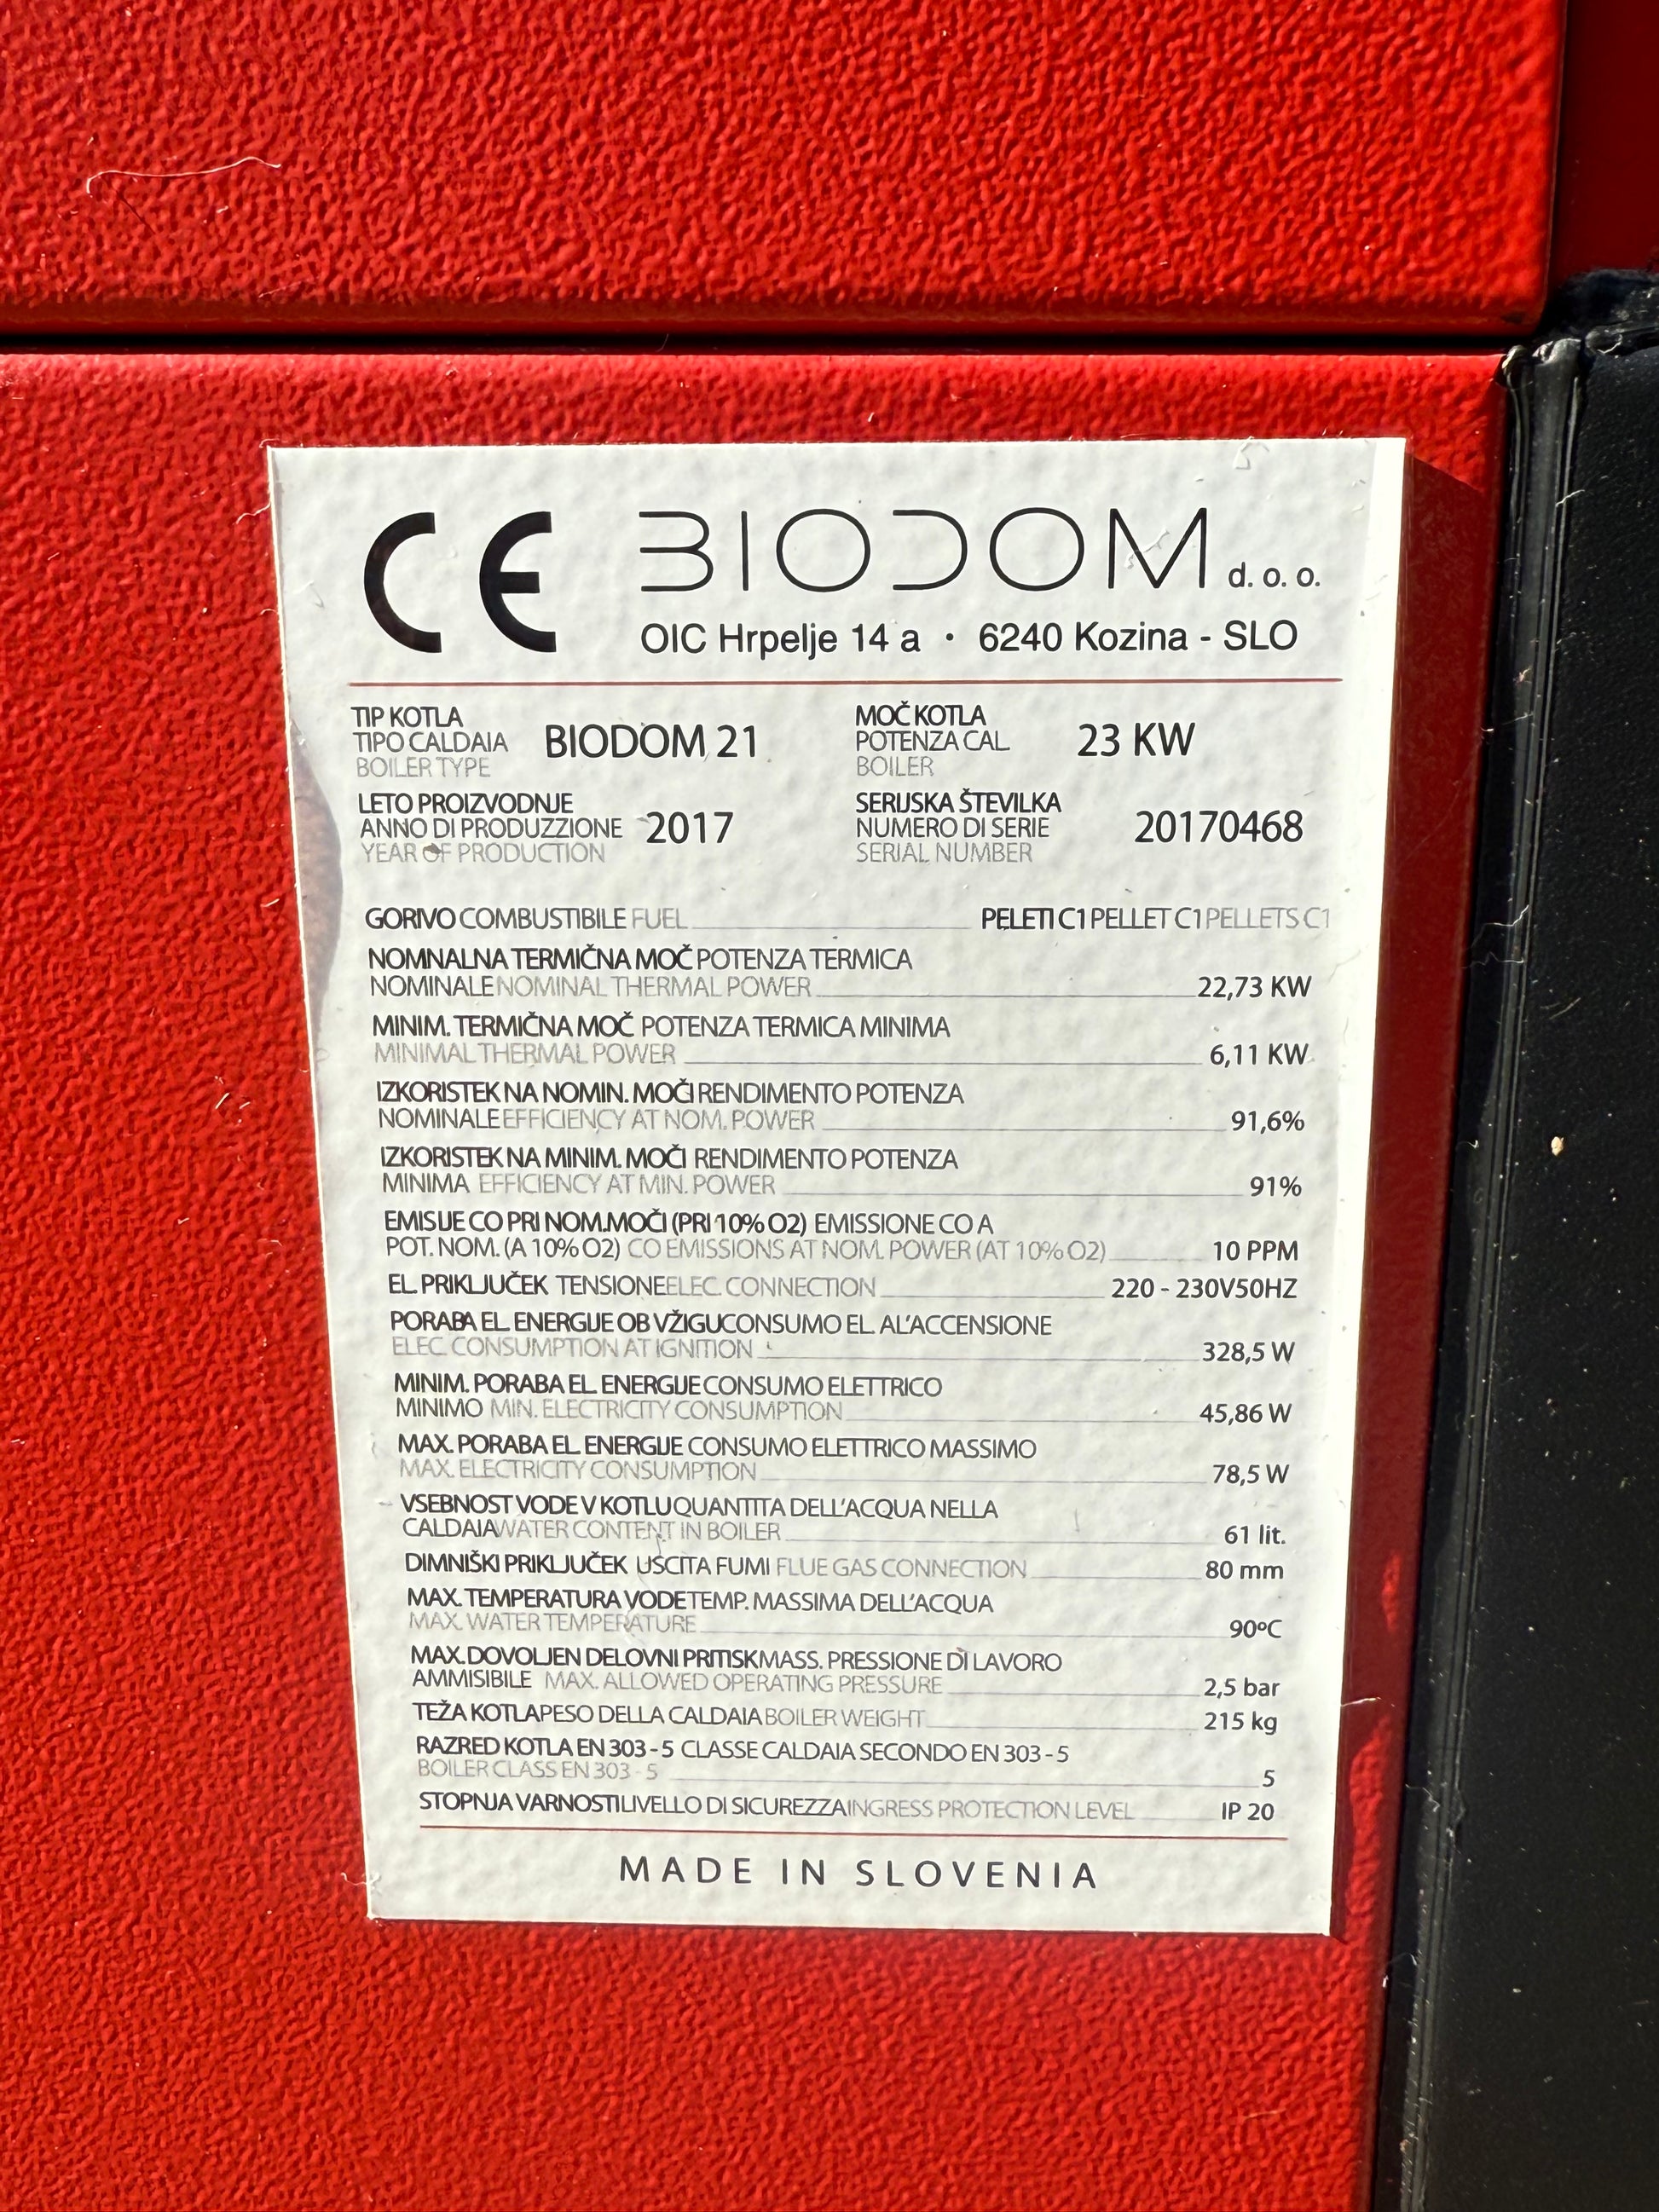 CE BIODOM d. o. o.
OIC Hrpelje 14 a • 6240 Kozina - SLO
TIP KOTLA
TIPO CALDAIA
BOILER TYPE
BIODOM 21
MOČ KOTLA
POTENZA CAL.
BOILER
23 KW
LETO PROIZVODNJE
ANNO DI PRODUZZIONE
YEAR OF PRODUCTION
2017
SERIJSKA ŠTEVILKA
NUMERO DI SERIE
SERIAL NUMBER
20170468
GORIVO COMBUSTIBILE FUEL PELETI C1 PELLET C1 PELLETS C1
NOMNALNA TERMIČNA MOČ POTENZA TERMICA
NOMINALE NOMINAL THERMAL POWER 22,73 KW
MINIM. TERMIČNA MOČ POTENZA TERMICA MINIMA
MINIMAL THERMAL POWER 6,11 KW
IZKORISTEK NA NOMIN. MOČI RENDIMENTO POTENZA
NOMINALE EFFICIENCY AT NOM. POWER 91,6%
IZKORISTEK NA MINIM. MOČI RENDIMENTO POTENZA
MINIMA EFFICIENCY AT MIN. POWER 91%
EMISIJE CO PRI NOM.MOČI (PRI 10% O2) EMISSIONE CO A
POT. NOM. (A 10% O2) CO EMISSIONS AT NOM. POWER (AT 10% O2) 10 PPM
EL. PRIKLJUČEK TENSIONE ELEC. CONNECTION 220 - 230V50HZ
PORABA EL. ENERGIJE OB VŽIGU CONSUMO EL. AL'ACCENSIONE
ELEC. CONSUMPTION AT IGNITION 328,5 W
MINIM. PORABA EL. ENERGIJE CONSUMO ELETTRICO
MINIMO MIN. ELECTRICITY CONSUMPTION 45,86 W
MAX. PORABA EL. ENERGIJE CONSUMO ELETTRICO MASSIMO
MAX. ELECTRICITY CONSUMPTION 78,5 W
VSEBNOST VODE V KOTLU QUANTITA DELL'ACQUA NELLA
CALDAIA WATER CONTENT IN BOILER 61 lit.
DIMNIŠKI PRIKLJUČEK USCITA FUMI FLUE GAS CONNECTION 80 mm
MAX. TEMPERATURA VODE TEMP. MASSIMA DELL'ACQUA
MAX. WATER TEMPERATURE 90ºC
MAX. DOVOLJEN DELOVNI PRITISK MASS. PRESSIONE DI LAVORO
AMMISIBILE MAX. ALLOWED OPERATING PRESSURE 2,5 bar
TEŽA KOTLA PESO DELLA CALDAIA BOILER WEIGHT 215 kg
RAZRED KOTLA EN 303 - 5 CLASSE CALDAIA SECONDO EN 303 - 5
BOILER CLASS EN 303 - 5 5
STOPNJA VARNOSTI LIVELLO DI SICUREZZA INGRESS PROTECTION LEVEL IP 20
MADE IN SLOVENIA